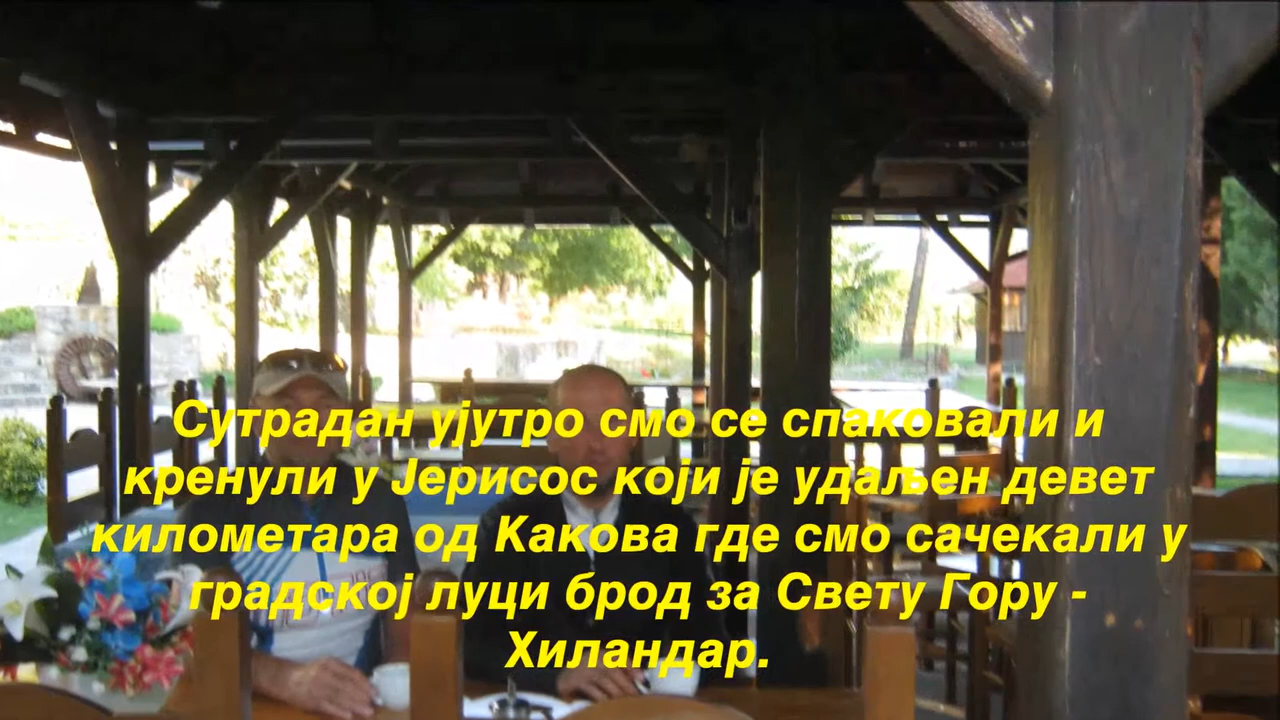 Сутрадан ујутро смо се спаковали и
кренули у Јерисос који је удаљен девет
километара од Какова где смо сачекали у
градској луци брод за Свету Гору -
Хиландар.